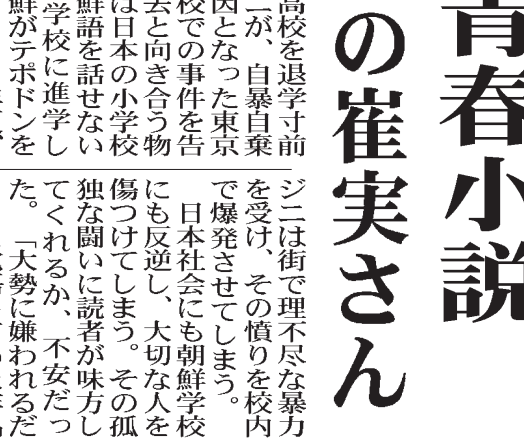 青春小説
の崔実さん
高校を退学寸前
ニが、自暴自棄
因となった東京
校での事件を告
去と向き合う物
は日本の小学校
鮮語を話せない
学校に進学し
鮮がテポドンを
ジニは街で理不尽な暴力
を受け、その憤りを校内
で爆発させてしまう。
日本社会にも朝鮮学校
にも反逆し、大切な人を
傷つけてしまう。その孤
独な闘いに読者が味方し
てくれるか、不安だっ
た。「大勢に嫌われるだ